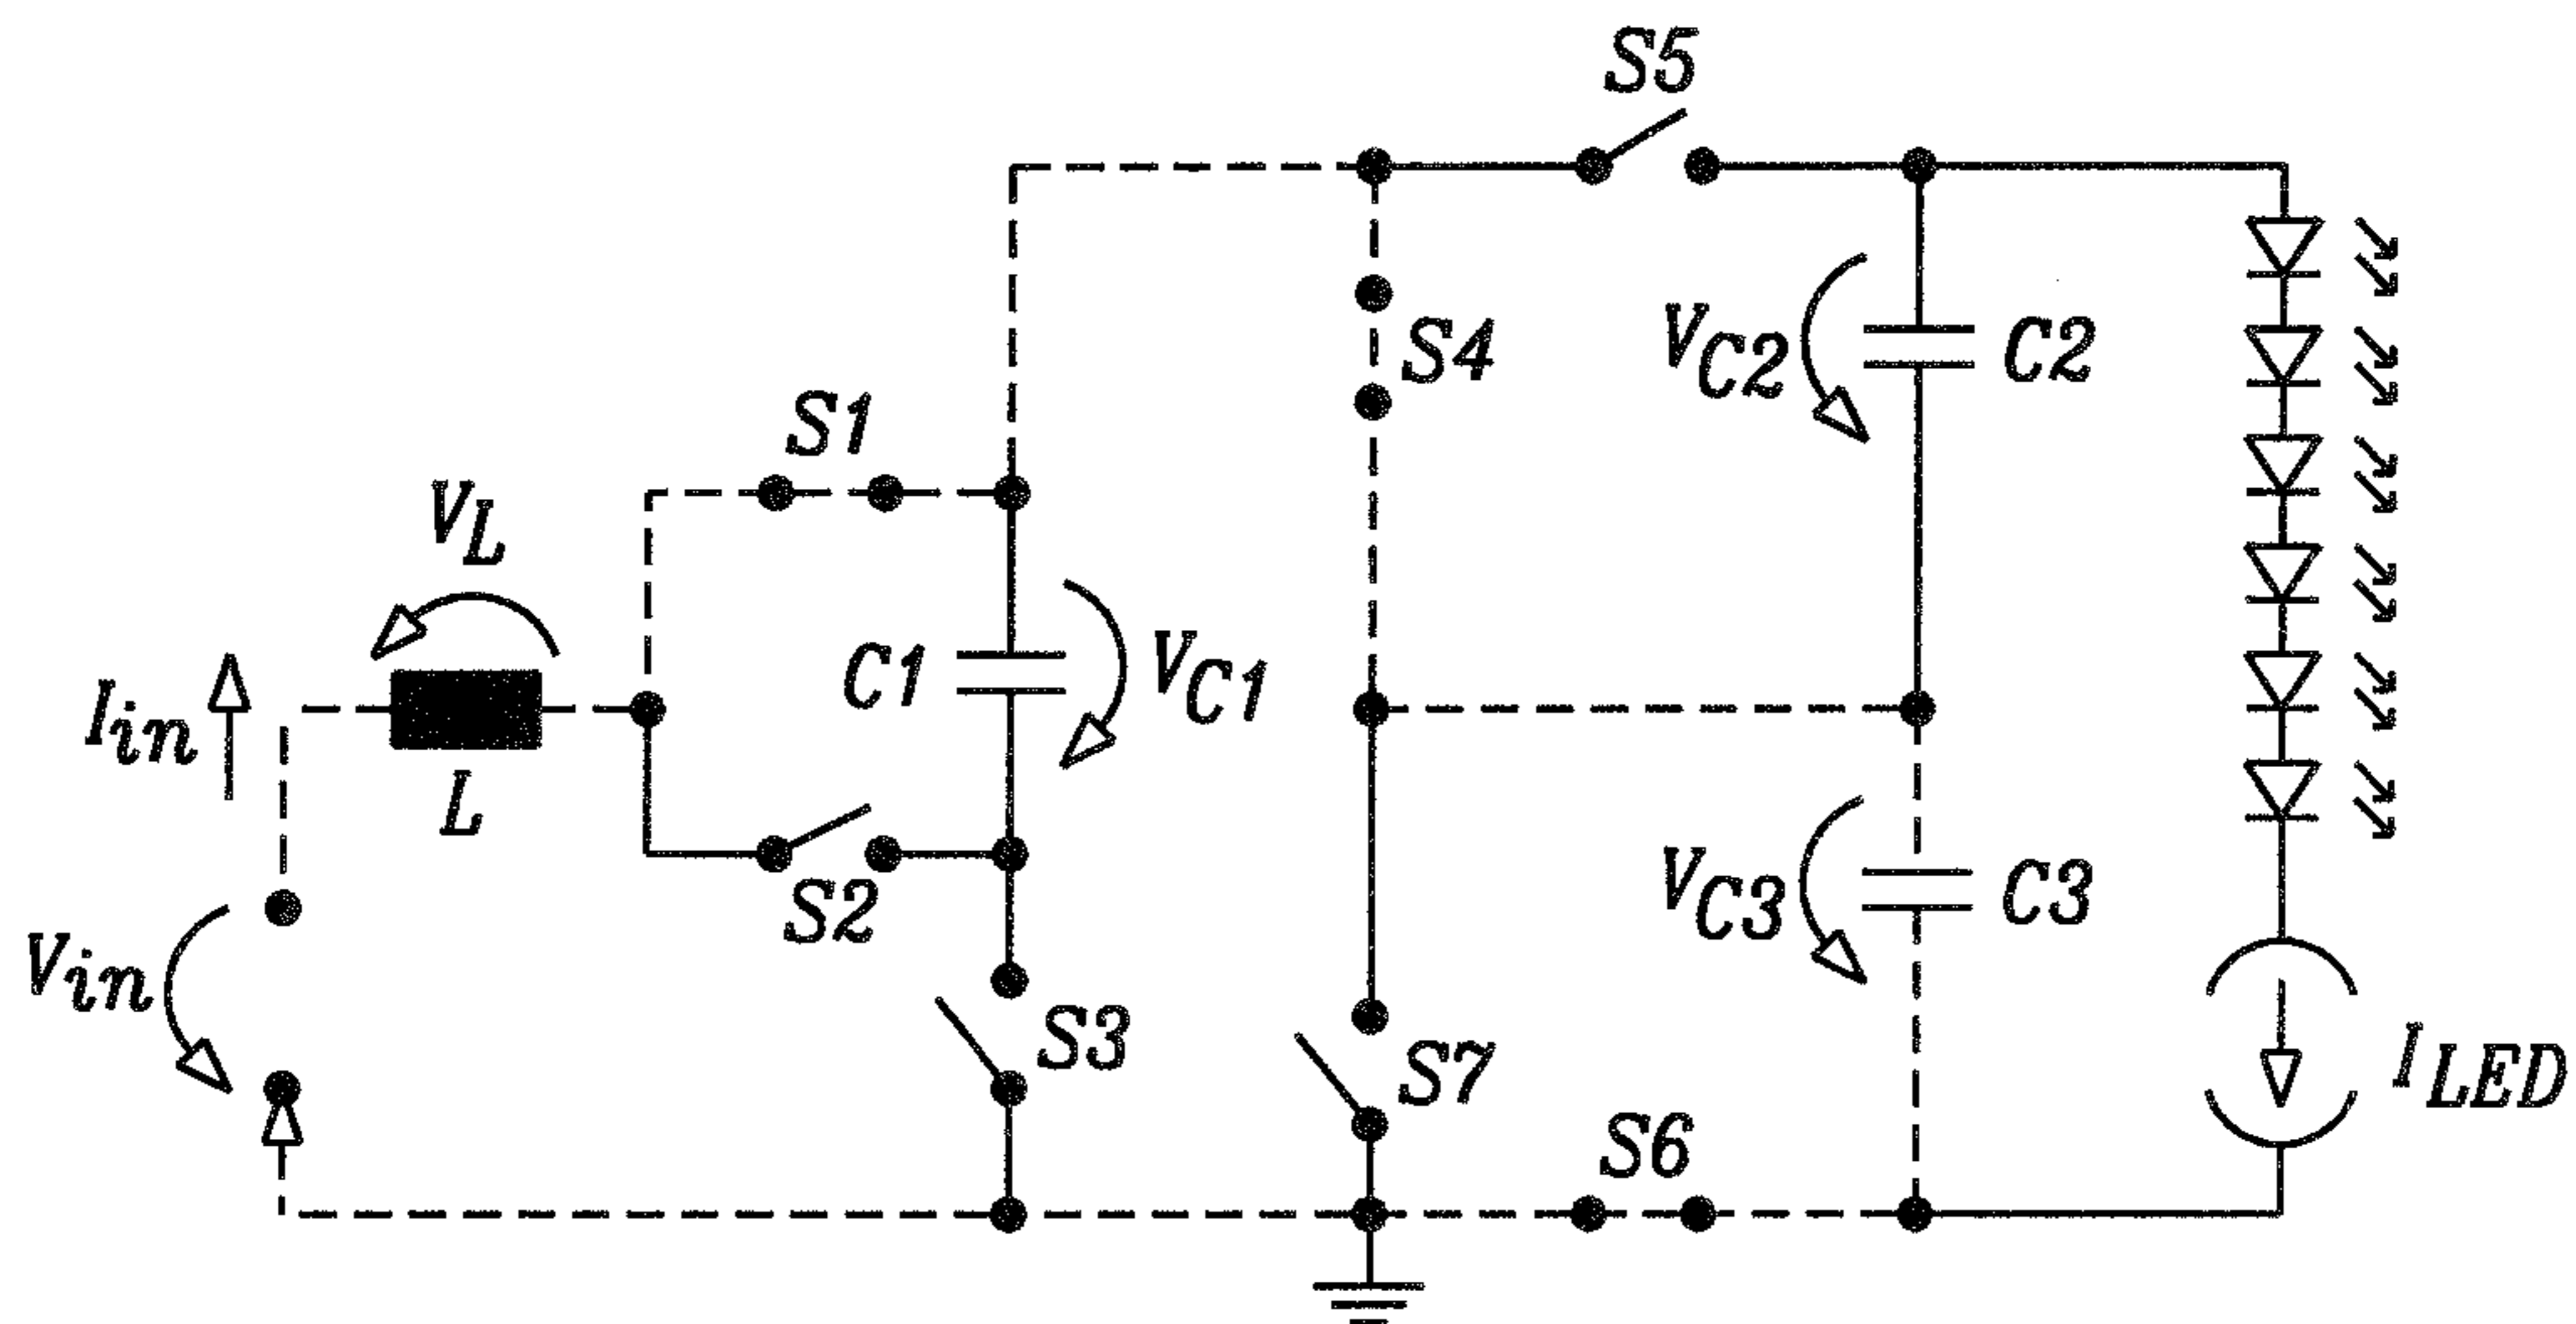 S5
S4
V_C2
C2
S1
V_L
C1
V_C1
I_in
L
S2
V_C3
C3
V_in
S3
S7
I_LED
S6